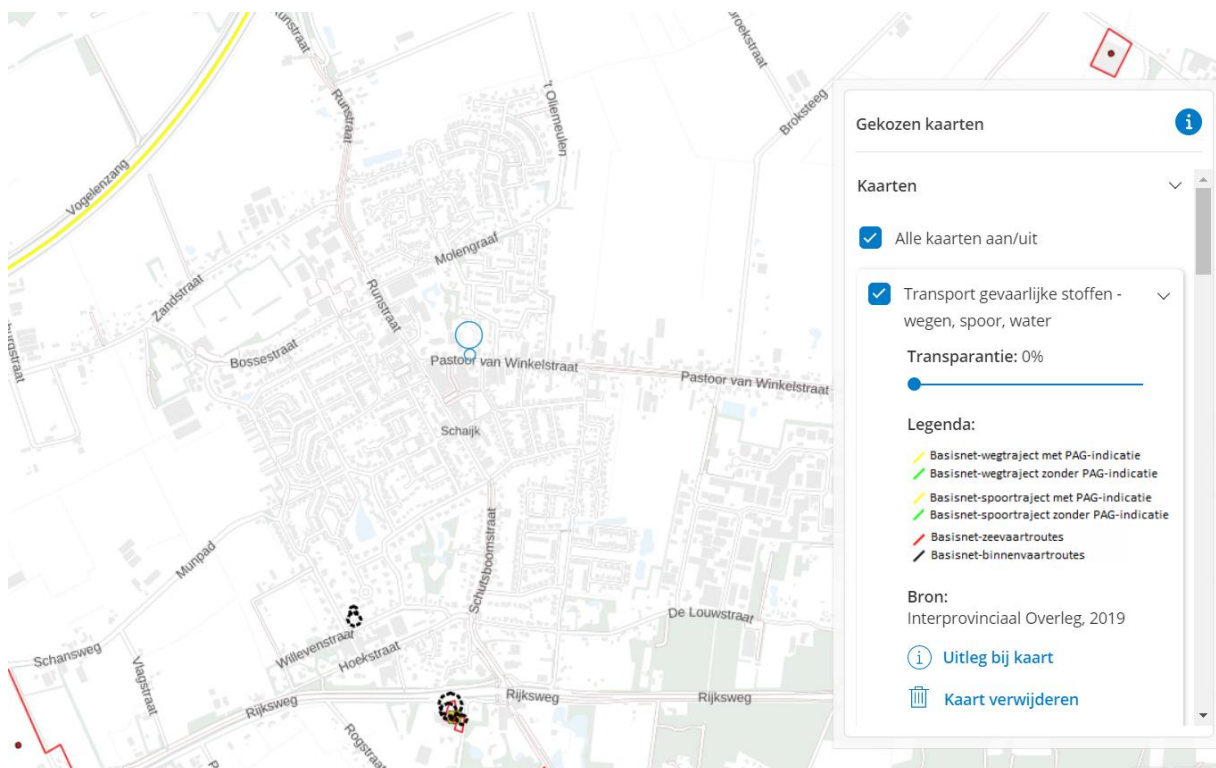 Runstraat
broekstraat
Runstraat
't Oliemeulen
Broksteeg
Vogelenzang
Molengraaf
Zandstraat
Runstraat
Bossestraat
Pastoor van Winkelstraat
Pastoor van Winkelstraat
Schaijk
Munpad
Schutsboomstraat
De Louwstraat
Willevenstraat
Hoekstraat
Schansweg
Vlagstraat
Rijksweg
Rijksweg
Rijksweg
Rogstraat
Gekozen kaarten
Kaarten
Alle kaarten aan/uit
Transport gevaarlijke stoffen -
wegen, spoor, water
Transparantie: 0%
Legenda:
Basisnet-wegtraject met PAG-indicatie
Basisnet-wegtraject zonder PAG-indicatie
Basisnet-spoortraject met PAG-indicatie
Basisnet-spoortraject zonder PAG-indicatie
Basisnet-zeevaartroutes
Basisnet-binnenvaartroutes
Bron:
Interprovinciaal Overleg, 2019
Uitleg bij kaart
Kaart verwijderen